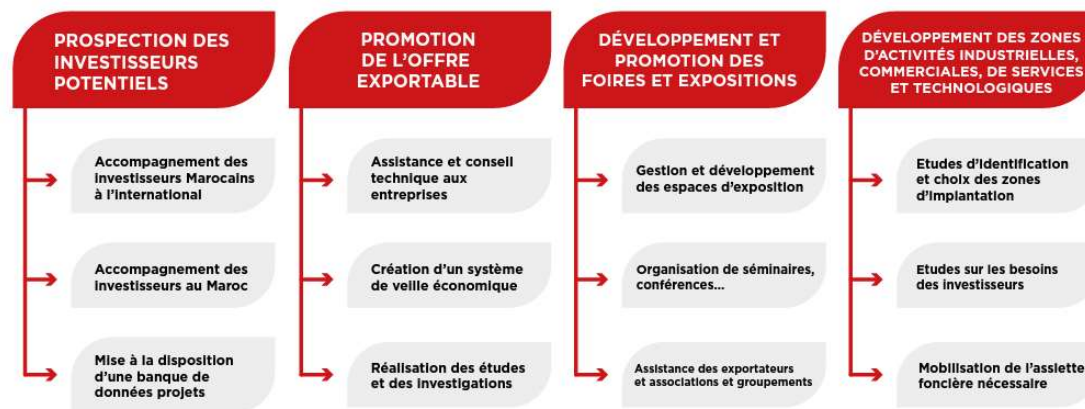 PROSPECTION DES
INVESTISSEURS
POTENTIELS
Accompagnement des
investisseurs Marocains
à l'international
Accompagnement des
investisseurs au Maroc
Mise à la disposition
d'une banque de
données projets
PROMOTION
DE L'OFFRE
EXPORTABLE
Assistance et conseil
technique aux
entreprises
Création d'un système
de veille économique
Réalisation des études
et des investigations
DÉVELOPPEMENT ET
PROMOTION DES
FOIRES ET EXPOSITIONS
Gestion et développement
des espaces d'exposition
Organisation de séminaires,
conférences...
Assistance des exportateurs
et associations et groupements
DÉVELOPPEMENT DES ZONES
D'ACTIVITÉS INDUSTRIELLES,
COMMERCIALES, DE SERVICES
ET TECHNOLOGIQUES
Etudes d'identification
et choix des zones
d'implantation
Etudes sur les besoins
des investisseurs
Mobilisation de l'assiette
foncière nécessaire